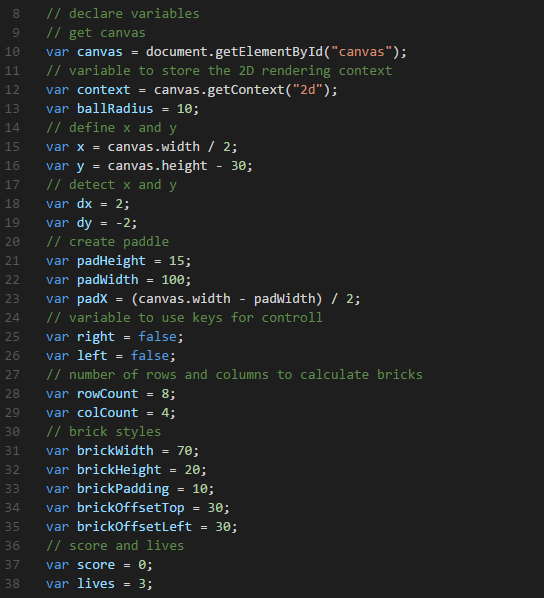 8 // declare variables
9 // get canvas
10 var canvas = document.getElementById("canvas");
11 // variable to store the 2D rendering context
12 var context = canvas.getContext("2d");
13 var ballRadius = 10;
14 // define x and y
15 var x = canvas.width / 2;
16 var y = canvas.height - 30;
17 // detect x and y
18 var dx = 2;
19 var dy = -2;
20 // create paddle
21 var padHeight = 15;
22 var padWidth = 100;
23 var padX = (canvas.width - padWidth) / 2;
24 // variable to use keys for controll
25 var right = false;
26 var left = false;
27 // number of rows and columns to calculate bricks
28 var rowCount = 8;
29 var colCount = 4;
30 // brick styles
31 var brickWidth = 70;
32 var brickHeight = 20;
33 var brickPadding = 10;
34 var brickOffsetTop = 30;
35 var brickOffsetLeft = 30;
36 // score and lives
37 var score = 0;
38 var lives = 3;